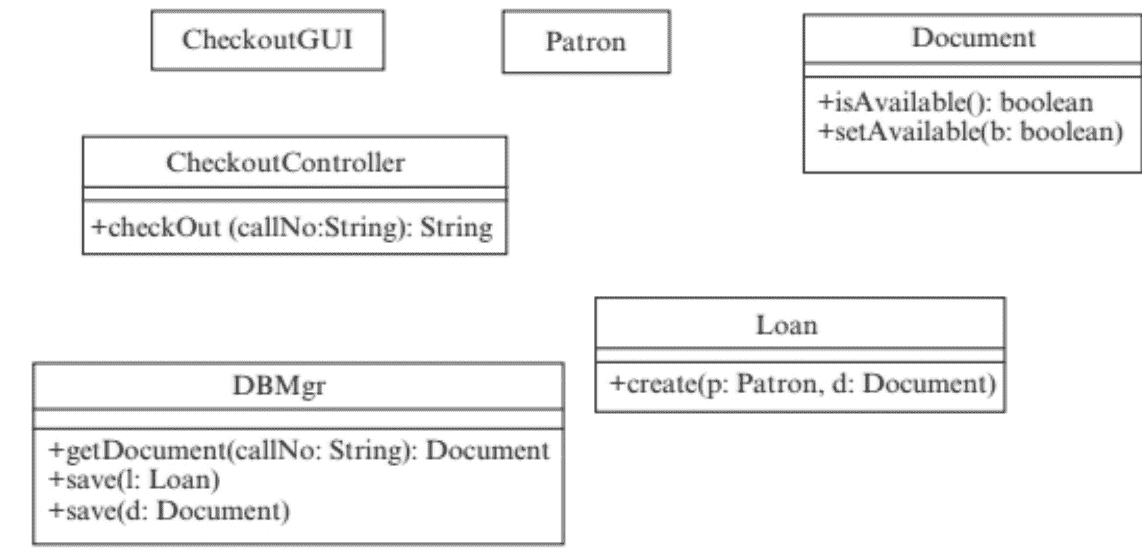 CheckoutGUI
Patron
Document
+isAvailable(): boolean
+setAvailable(b: boolean)
CheckoutController
+checkOut (callNo:String): String
Loan
+create(p: Patron, d: Document)
DBMgr
+getDocument(callNo: String): Document
+save(l: Loan)
+save(d: Document)